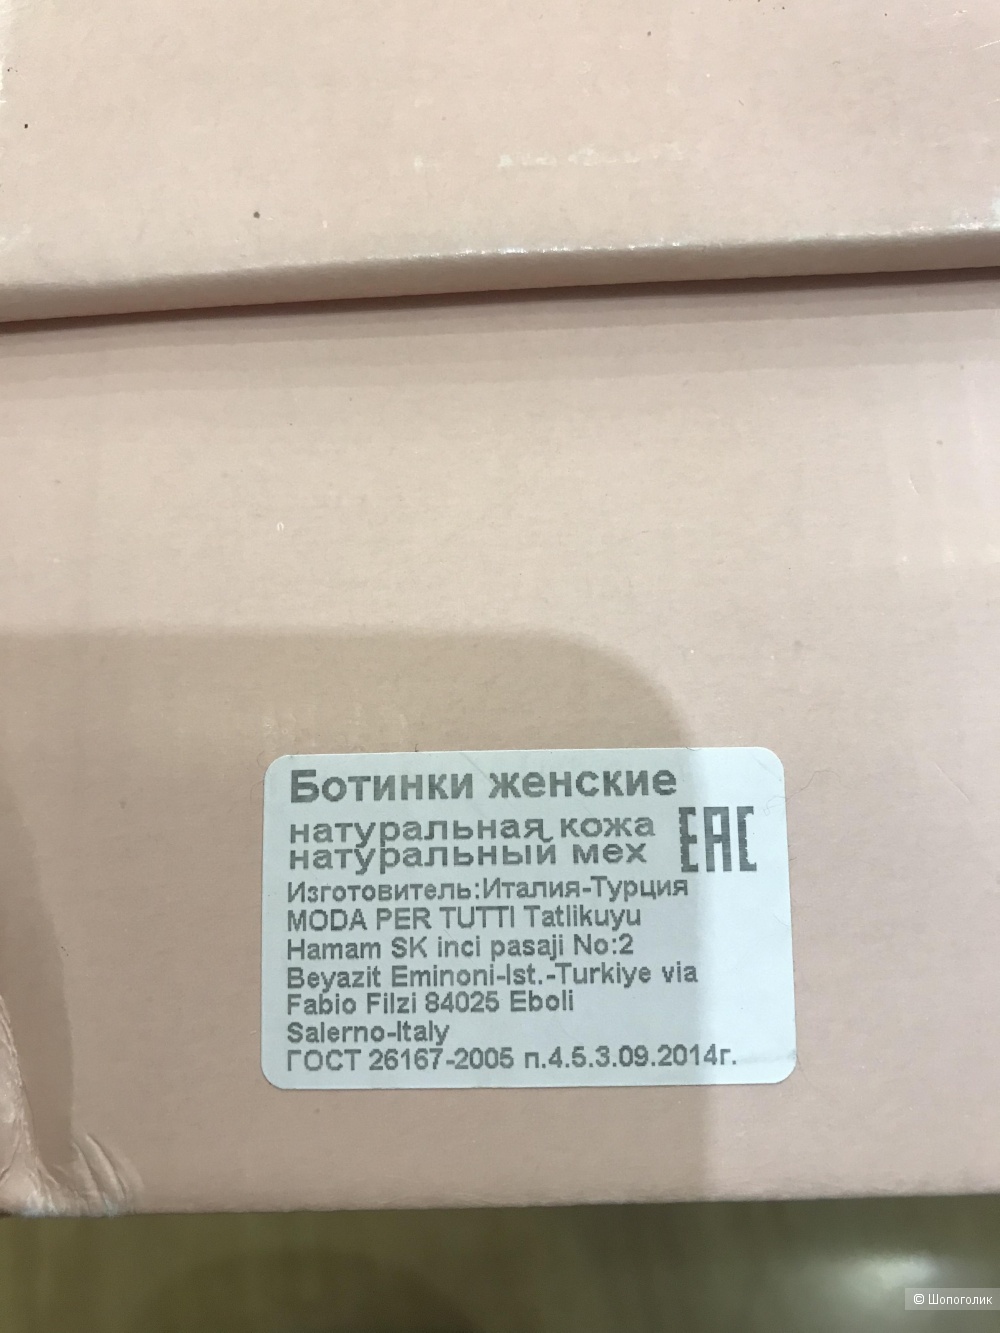 Ботинки женские
натуральная кожа
натуральный мех
EAC
Изготовитель:Италия-Турция
MODA PER TUTTI Tatlikuyu
Hamam SK inci pasaji No:2
Beyazit Eminoni-Ist.-Turkiye via
Fabio Filzi 84025 Eboli
Salerno-Italy
ГОСТ 26167-2005 п.4.5.3.09.2014г.
© Шопоголик